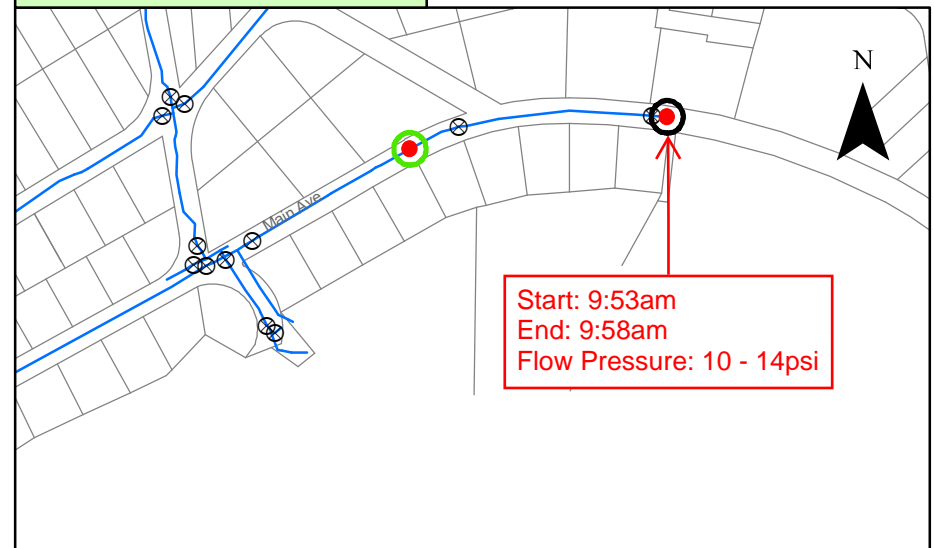 N
Main Ave
Start: 9:53am
End: 9:58am
Flow Pressure: 10 - 14psi